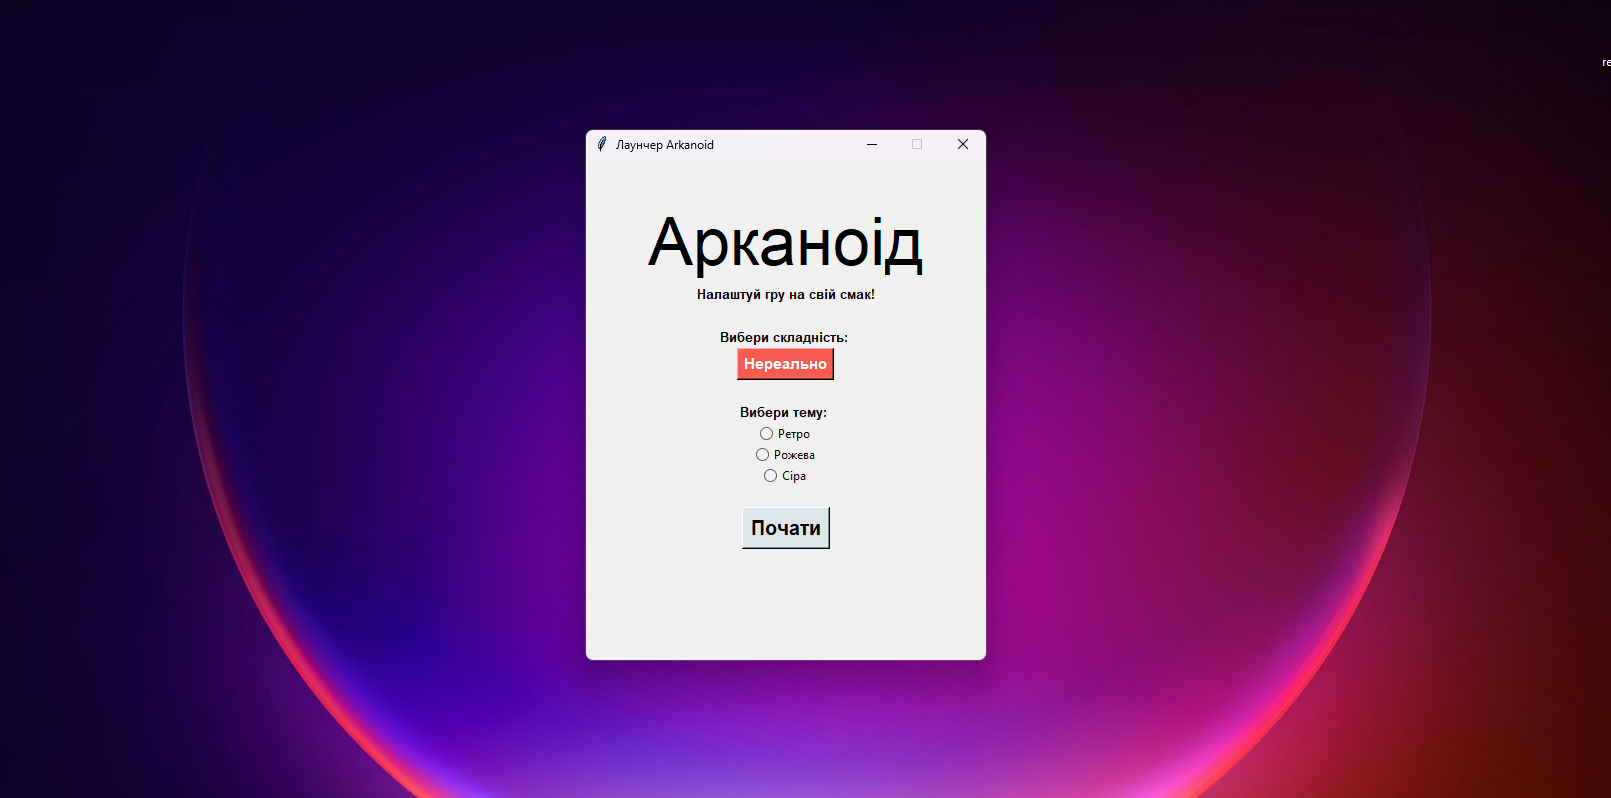 re
Лаунчер Arkanoid
Арканоід
Налаштуй гру на свій смак!
Вибери складність:
Нереально
Вибери тему:
Ретро
Рожева
Сіра
Почати